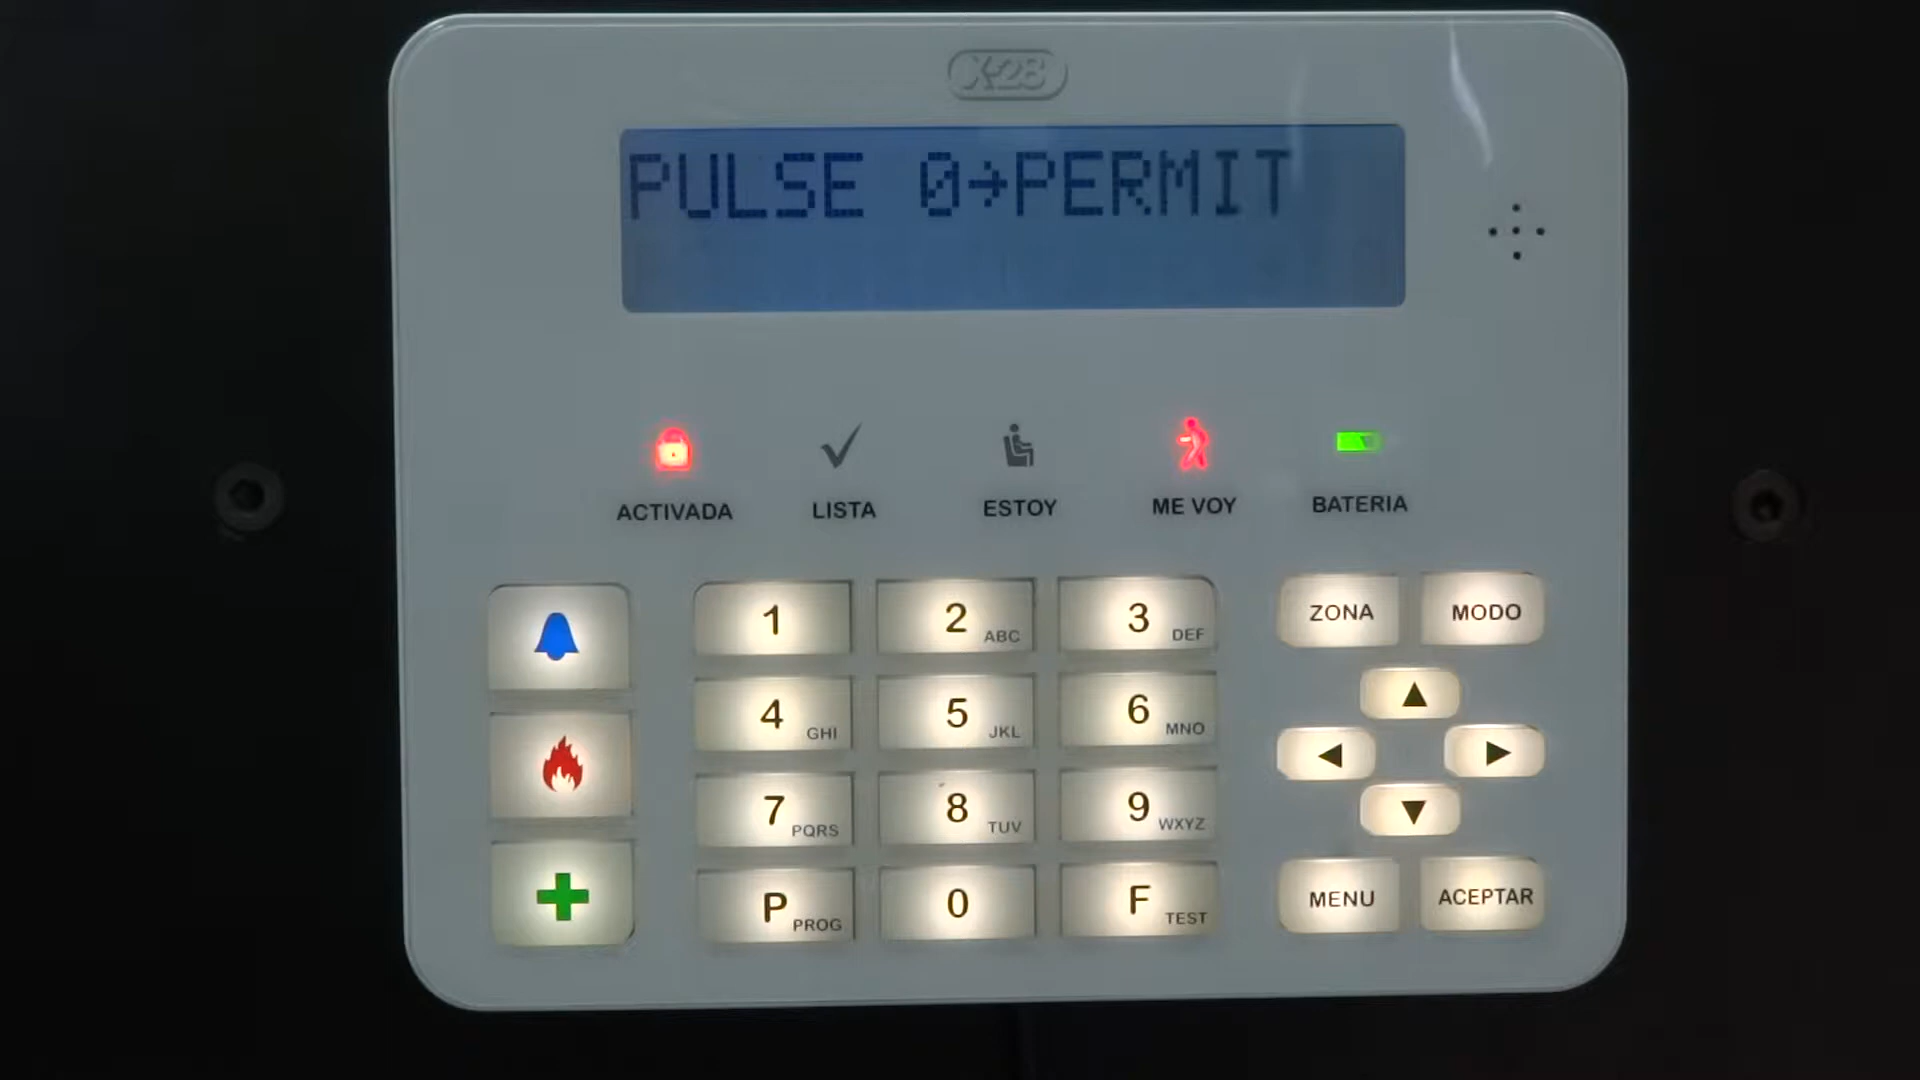 X-28
PULSE 0→PERMIT
ACTIVADA LISTA ESTOY ME VOY BATERIA
1 2 ABC 3 DEF ZONA MODO
4 GHI 5 JKL 6 MNO
7 PQRS 8 TUV 9 WXYZ
P PROG 0 F TEST MENU ACEPTAR